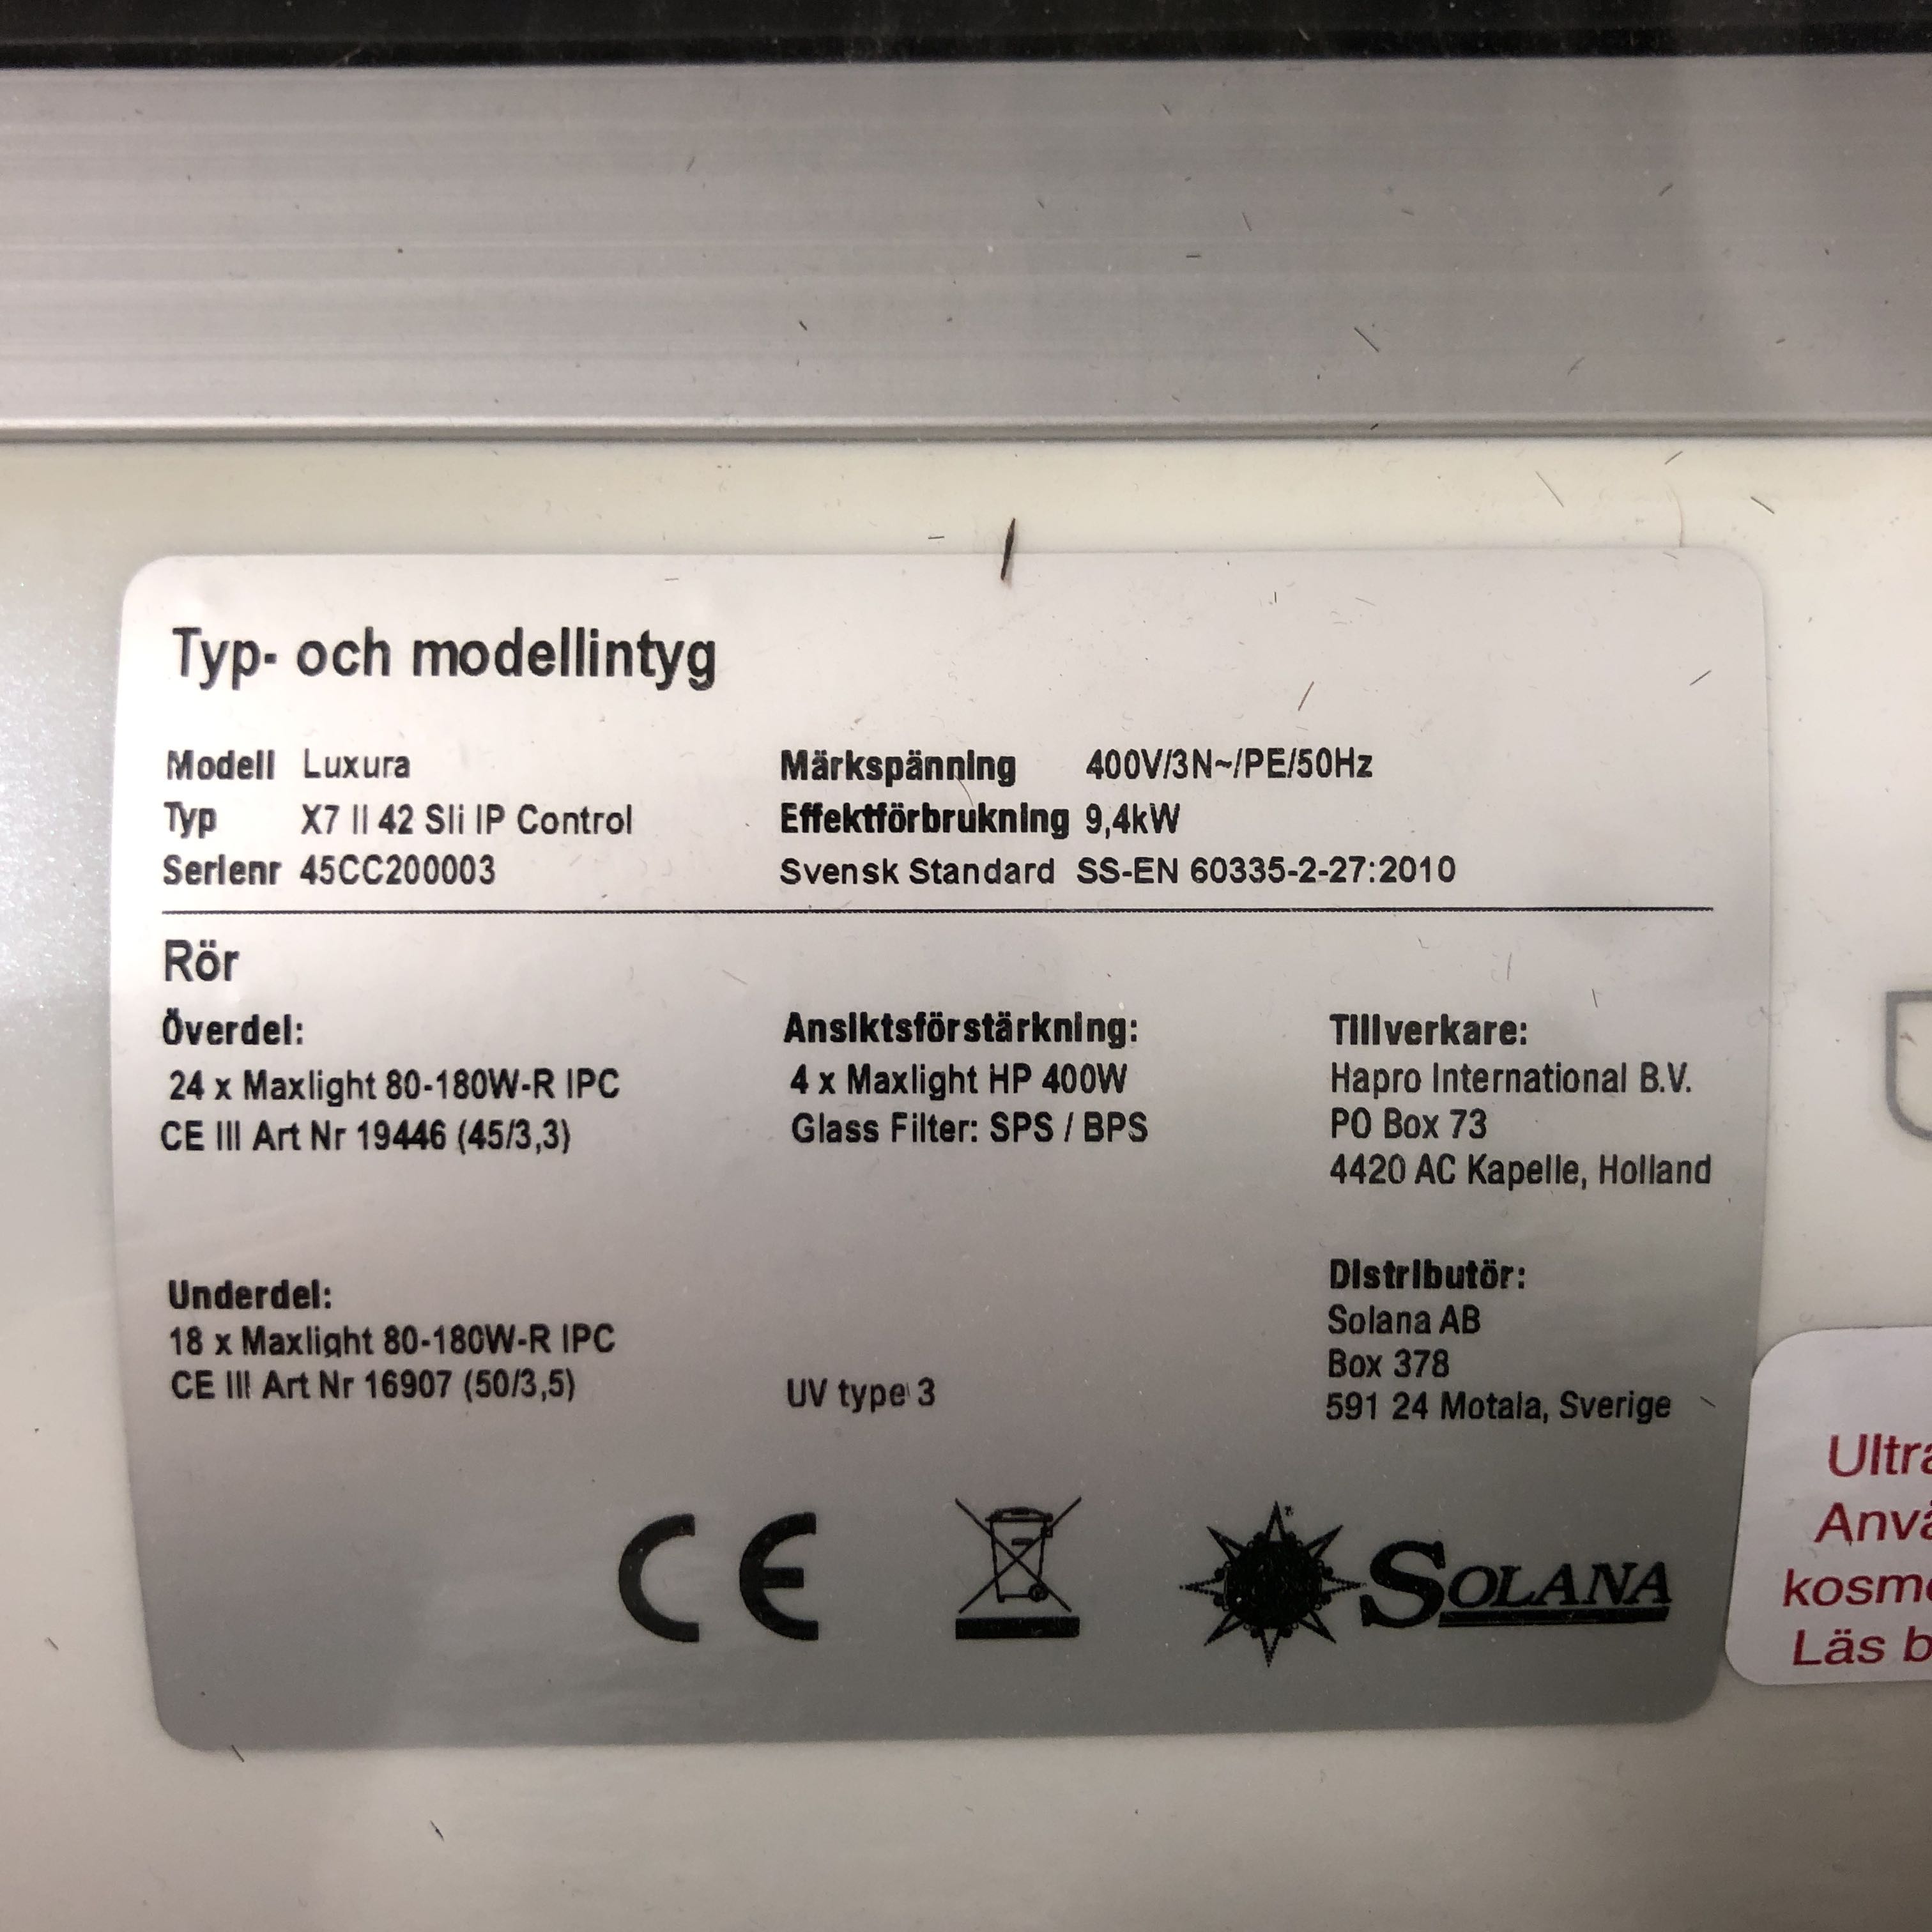 Typ- och modellintyg
Modell Luxura
Typ X7 II 42 Sli IP Control
Serienr 45CC200003
Märkspänning 400V/3N~/PE/50Hz
Effektförbrukning 9,4kW
Svensk Standard SS-EN 60335-2-27:2010
Rör
Överdel:
24 x Maxlight 80-180W-R IPC
CE III Art Nr 19446 (45/3,3)
Underdel:
18 x Maxlight 80-180W-R IPC
CE III Art Nr 16907 (50/3,5)
Ansiktsförstärkning:
4 x Maxlight HP 400W
Glass Filter: SPS / BPS
UV type 3
Tillverkare:
Hapro International B.V.
PO Box 73
4420 AC Kapelle, Holland
Distributör:
Solana AB
Box 378
591 24 Motala, Sverige
CE
SOLANA
Läs